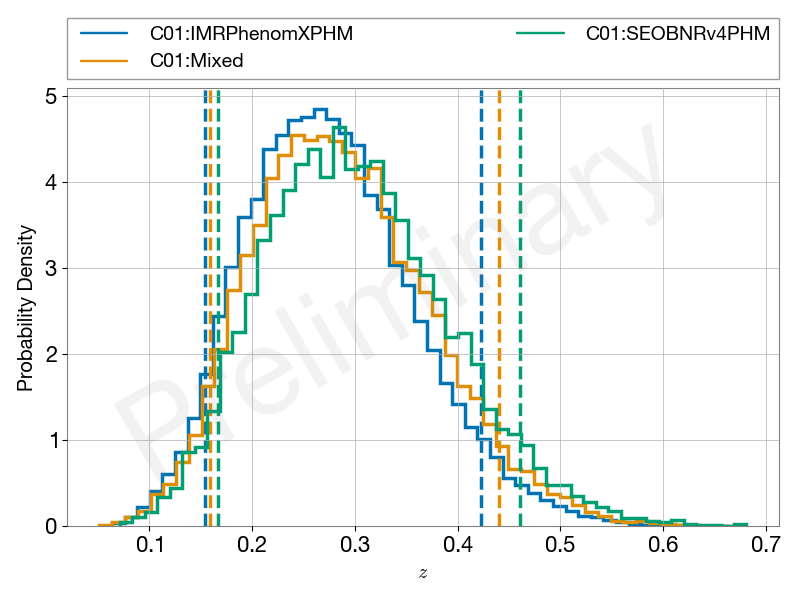 C01:IMRPhenomXPHM
C01:Mixed
C01:SEOBNRv4PHM
Preliminary
Probability Density
5
4
3
2
1
0
0.1 0.2 0.3 0.4 0.5 0.6 0.7
z